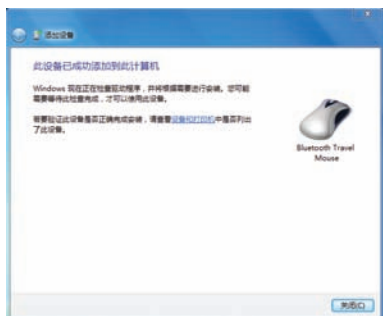 添加设备
此设备已成功添加到此计算机
Windows 现在正在检查驱动程序，并将根据需要进行安装。您可能
需要等待此检查完成，才可以使用此设备。
若要验证此设备是否正确完成安装，请查看设备和打印机中是否列出
了此设备。
Bluetooth Travel
Mouse
关闭(C)